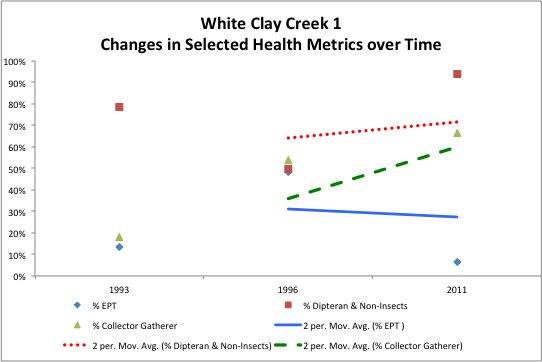 White Clay Creek 1
Changes in Selected Health Metrics over Time
100%
90%
80%
70%
60%
50%
40%
30%
20%
10%
0%
1993 1996 2011
% EPT % Dipteran & Non-Insects
% Collector Gatherer 2 per. Mov. Avg. (% EPT )
2 per. Mov. Avg. (% Dipteran & Non-Insects) 2 per. Mov. Avg. (% Collector Gatherer)